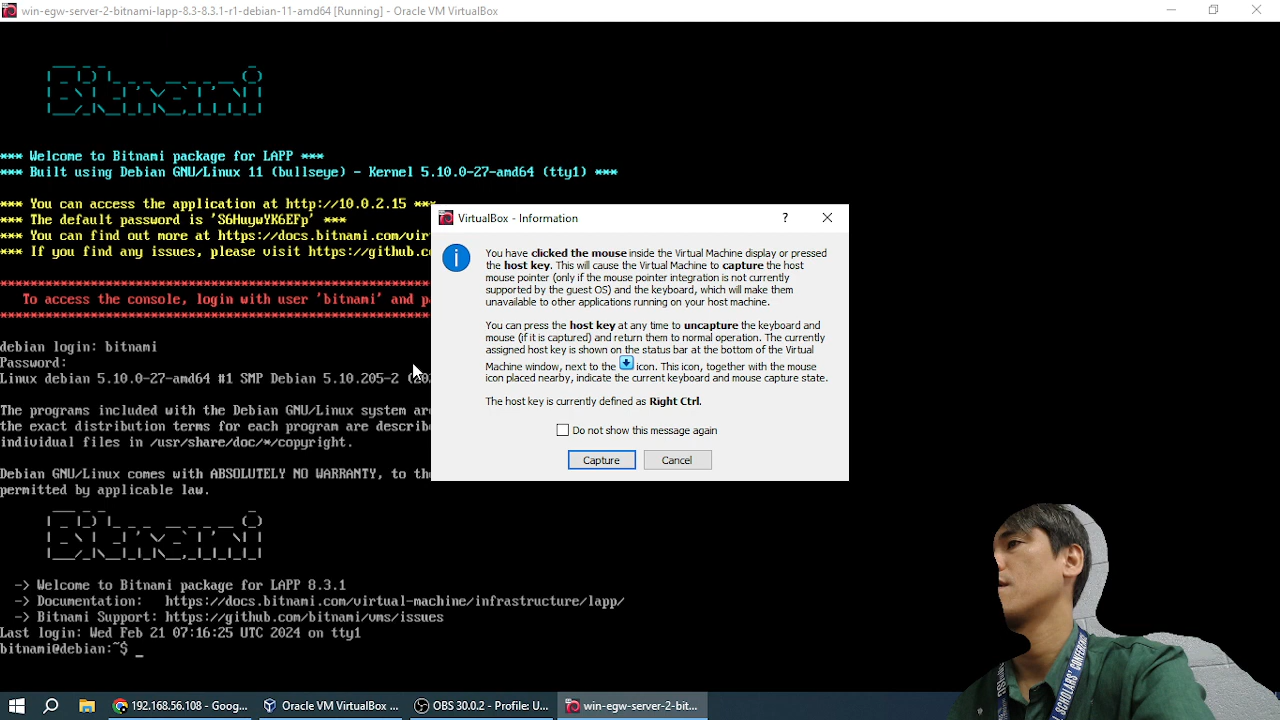 win-egw-server-2-bitnami-lapp-8.3-8.3.1-r1-debian-11-amd64 [Running] - Oracle VM VirtualBox
Bitnami
*** Welcome to Bitnami package for LAPP ***
*** Built using Debian GNU/Linux 11 (bullseye) - Kernel 5.10.0-27-amd64 (tty1) ***
*** You can access the application at http://10.0.2.15 ***
*** The default password is 'S6HuywYK6EFp' ***
*** You can find out more at https://docs.bitnami.com/vir
*** If you find any issues, please visit https://github.c
To access the console, login with user 'bitnami' and p
debian login: bitnami
Password:
Linux debian 5.10.0-27-amd64 #1 SMP Debian 5.10.205-2 (20
The programs included with the Debian GNU/Linux system ar
the exact distribution terms for each program are describe
individual files in /usr/share/doc/*/copyright.
Debian GNU/Linux comes with ABSOLUTELY NO WARRANTY, to th
permitted by applicable law.
Bitnami
-> Welcome to Bitnami package for LAPP 8.3.1
-> Documentation: https://docs.bitnami.com/virtual-machine/infrastructure/lapp/
-> Bitnami Support: https://github.com/bitnami/vms/issues
Last login: Wed Feb 21 07:16:25 UTC 2024 on tty1
bitnami@debian:~$ _
VirtualBox - Information
You have clicked the mouse inside the Virtual Machine display or pressed
the host key. This will cause the Virtual Machine to capture the host
mouse pointer (only if the mouse pointer integration is not currently
supported by the guest OS) and the keyboard, which will make them
unavailable to other applications running on your host machine.
You can press the host key at any time to uncapture the keyboard and
mouse (if it is captured) and return them to normal operation. The currently
assigned host key is shown on the status bar at the bottom of the Virtual
Machine window, next to the icon. This icon, together with the mouse
icon placed nearby, indicate the current keyboard and mouse capture state.
The host key is currently defined as Right Ctrl.
Do not show this message again
Capture
Cancel
192.168.56.108 - Goog...
Oracle VM VirtualBox ...
OBS 30.0.2 - Profile: U...
win-egw-server-2-bit...